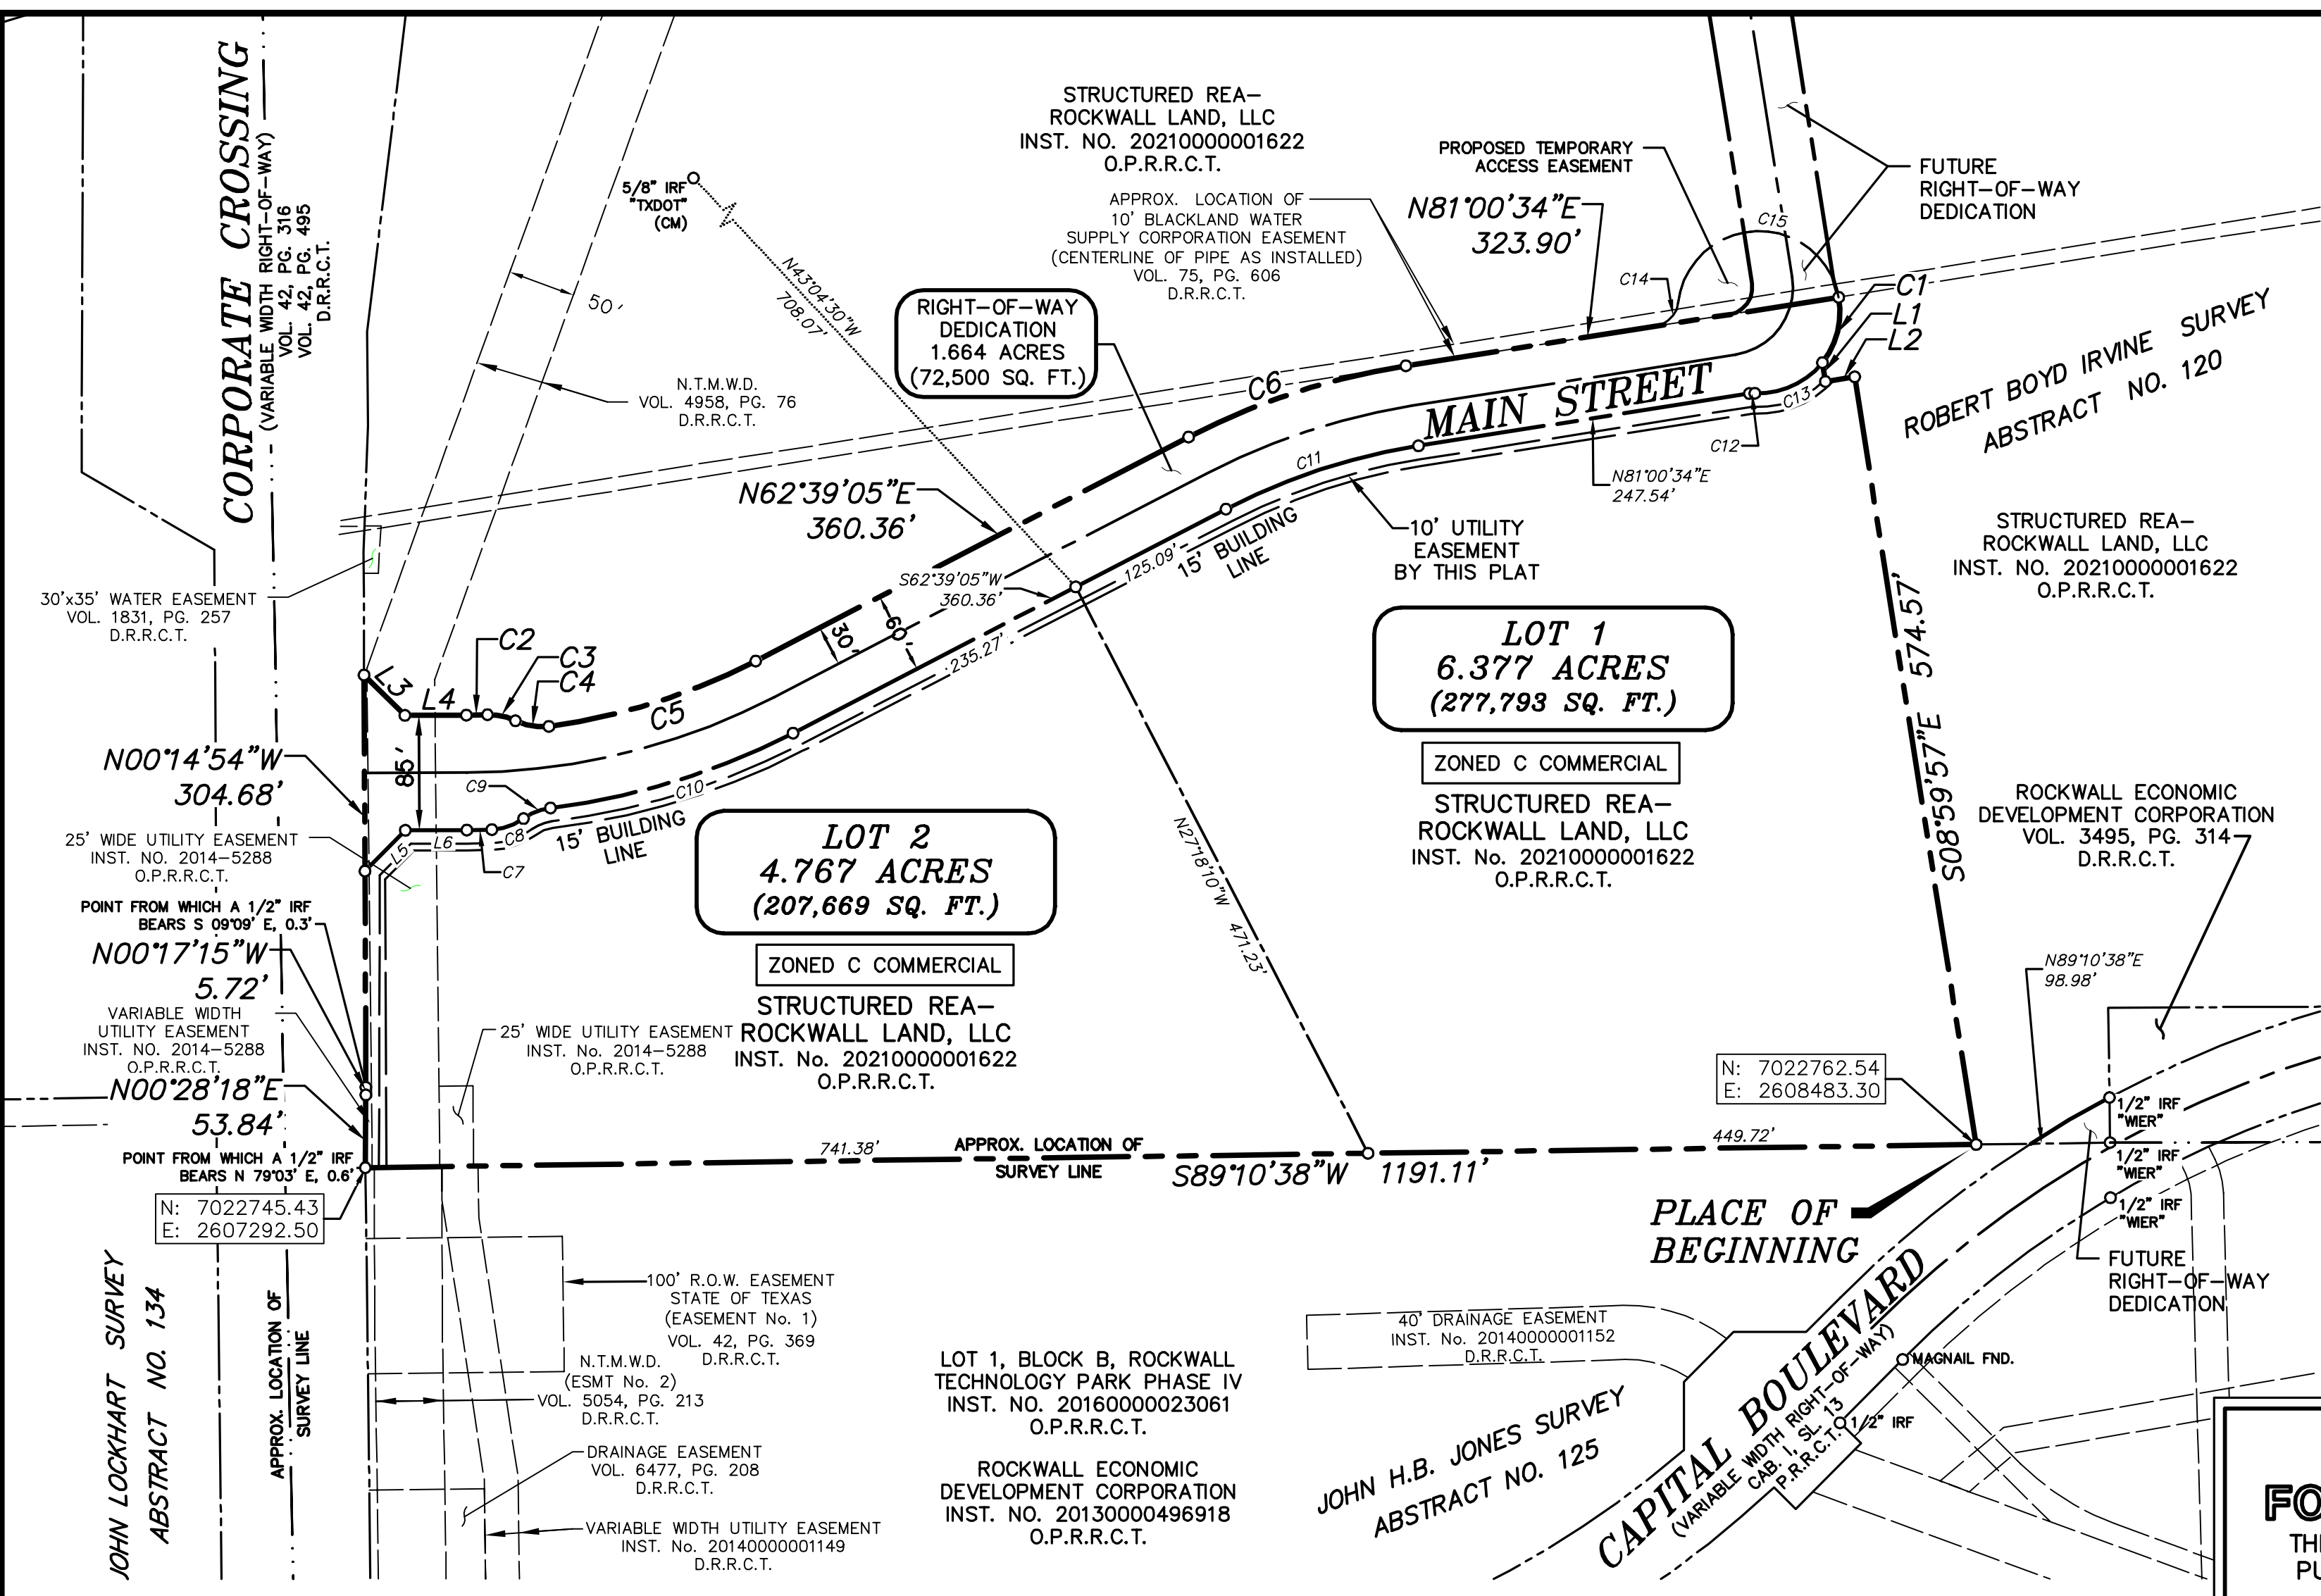 CORPORATE CROSSING
(VARIABLE WIDTH RIGHT-OF-WAY)
VOL. 42, PG. 316
VOL. 42, PG. 495
D.R.R.C.T.
50'
5/8" IRF
"TXDOT"
(CM)
N43°04'30"W
708.07'
STRUCTURED REA-
ROCKWALL LAND, LLC
INST. NO. 20210000001622
O.P.R.R.C.T.
APPROX. LOCATION OF
10' BLACKLAND WATER
SUPPLY CORPORATION EASEMENT
(CENTERLINE OF PIPE AS INSTALLED)
VOL. 75, PG. 606
D.R.R.C.T.
PROPOSED TEMPORARY
ACCESS EASEMENT
N81°00'34"E
323.90'
C15
C14
FUTURE
RIGHT-OF-WAY
DEDICATION
C1
L1
L2
ROBERT BOYD IRVINE SURVEY
ABSTRACT NO. 120
RIGHT-OF-WAY
DEDICATION
1.664 ACRES
(72,500 SQ. FT.)
N.T.M.W.D.
VOL. 4958, PG. 76
D.R.R.C.T.
C6
MAIN STREET
C13
C12
C11
N81°00'34"E
247.54'
N62°39'05"E
360.36'
S62°39'05"W
360.36'
125.09'
15' BUILDING
LINE
10' UTILITY
EASEMENT
BY THIS PLAT
STRUCTURED REA-
ROCKWALL LAND, LLC
INST. NO. 20210000001622
O.P.R.R.C.T.
30'x35' WATER EASEMENT
VOL. 1831, PG. 257
D.R.R.C.T.
30'
60'
235.27'
C2
C3
C4
L3
L4
C5
85'
LOT 1
6.377 ACRES
(277,793 SQ. FT.)
ZONED C COMMERCIAL
STRUCTURED REA-
ROCKWALL LAND, LLC
INST. No. 20210000001622
O.P.R.R.C.T.
S08°59'57"E 574.57'
N00°14'54"W
304.68'
C9
C10
C8
L5
L6
C7
15' BUILDING
LINE
25' WIDE UTILITY EASEMENT
INST. NO. 2014-5288
O.P.R.R.C.T.
LOT 2
4.767 ACRES
(207,669 SQ. FT.)
ZONED C COMMERCIAL
STRUCTURED REA-
ROCKWALL LAND, LLC
INST. No. 20210000001622
O.P.R.R.C.T.
N27°18'10"W 471.23'
ROCKWALL ECONOMIC
DEVELOPMENT CORPORATION
VOL. 3495, PG. 314
D.R.R.C.T.
POINT FROM WHICH A 1/2" IRF
BEARS S 09°09' E, 0.3'
N00°17'15"W
5.72'
VARIABLE WIDTH
UTILITY EASEMENT
INST. NO. 2014-5288
O.P.R.R.C.T.
N00°28'18"E
53.84'
25' WIDE UTILITY EASEMENT
INST. No. 2014-5288
O.P.R.R.C.T.
N89°10'38"E
98.98'
N: 7022762.54
E: 2608483.30
1/2" IRF
"WIER"
1/2" IRF
"WIER"
1/2" IRF
"WIER"
POINT FROM WHICH A 1/2" IRF
BEARS N 79°03' E, 0.6'
N: 7022745.43
E: 2607292.50
741.38'
APPROX. LOCATION OF
SURVEY LINE
S89°10'38"W 1191.11'
449.72'
PLACE OF
BEGINNING
FUTURE
RIGHT-OF-WAY
DEDICATION
JOHN LOCKHART SURVEY
ABSTRACT NO. 134
APPROX. LOCATION OF
SURVEY LINE
100' R.O.W. EASEMENT
STATE OF TEXAS
(EASEMENT No. 1)
VOL. 42, PG. 369
D.R.R.C.T.
N.T.M.W.D.
(ESMT No. 2)
VOL. 5054, PG. 213
D.R.R.C.T.
DRAINAGE EASEMENT
VOL. 6477, PG. 208
D.R.R.C.T.
VARIABLE WIDTH UTILITY EASEMENT
INST. No. 20140000001149
D.R.R.C.T.
LOT 1, BLOCK B, ROCKWALL
TECHNOLOGY PARK PHASE IV
INST. NO. 20160000023061
O.P.R.R.C.T.
ROCKWALL ECONOMIC
DEVELOPMENT CORPORATION
INST. NO. 201300000496918
O.P.R.R.C.T.
40' DRAINAGE EASEMENT
INST. No. 20140000001152
D.R.R.C.T.
JOHN H.B. JONES SURVEY
ABSTRACT NO. 125
CAPITAL BOULEVARD
(VARIABLE WIDTH RIGHT-OF-WAY)
CAB. I, SL. 13
P.R.R.C.T.
MAGNAIL FND.
1/2" IRF
FO
TH
PU